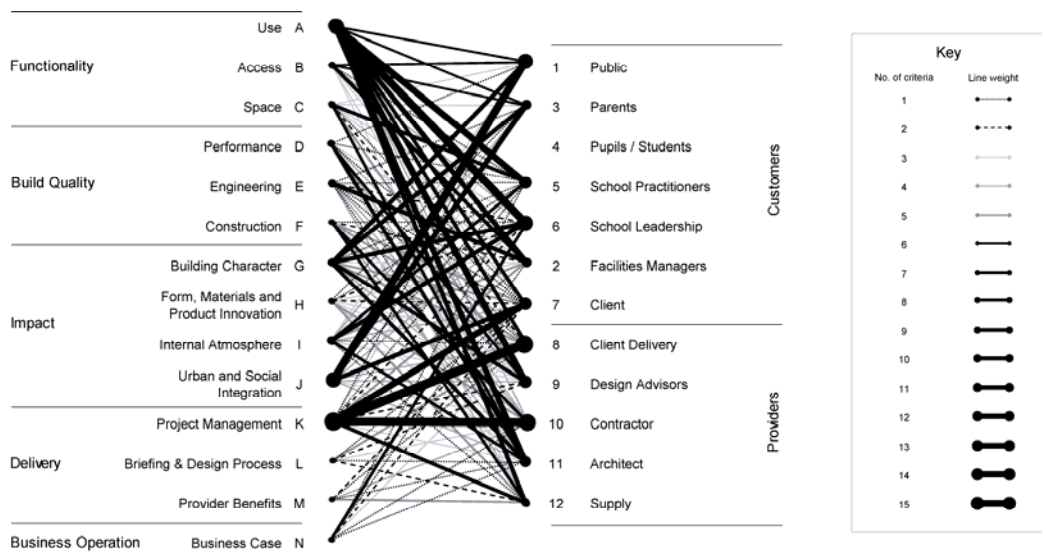 Functionality
Use A
Access B
Space C
Build Quality
Performance D
Engineering E
Construction F
Impact
Building Character G
Form, Materials and
Product Innovation H
Internal Atmosphere I
Urban and Social
Integration J
Delivery
Project Management K
Briefing & Design Process L
Provider Benefits M
Business Operation Business Case N
1 Public
3 Parents
4 Pupils / Students
5 School Practitioners
6 School Leadership
2 Facilities Managers
7 Client
Customers
8 Client Delivery
9 Design Advisors
10 Contractor
11 Architect
12 Supply
Providers
Key
No. of criteria Line weight
1
2
3
4
5
6
7
8
9
10
11
12
13
14
15